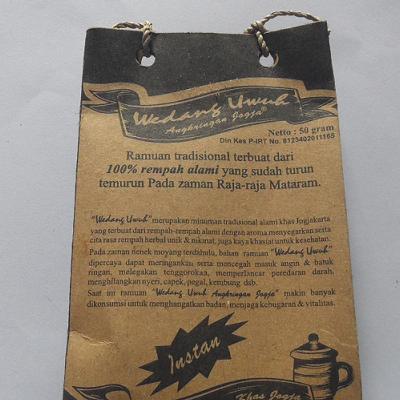 Wedang Uwuh
Angkringan Jogja
Netto : 50 gram
Din Kes P-IRT No. 8123402011165
Ramuan tradisional terbuat dari
100% rempah alami yang sudah turun
temurun Pada zaman Raja-raja Mataram.
"Wedang Uwuh" merupakan minuman tradisional alami khas Jogjakarta
yang terbuat dari rempah-rempah alami dengan aroma menyegarkan serta
cita rasa rempah herbal unik & nikmat, juga kaya khasiat untuk kesehatan.
Pada zaman nenek moyang terdahulu, bahan ramuan "Wedang Uwuh"
dipercaya dapat meringankan serta mencegah masuk angin & batuk
ringan, melegakan tenggorokaa, memperlancar peredaran darah,
menghilangkan nyeri, capek, pegal, kembung dsb.
Saat ini ramuan "Wedang Uwuh Angkringan Jogja" makin banyak
dikonsumsi untuk menghangatkan badan, menjaga kebugaran & vitalitas.
Instan
Khas Jogja